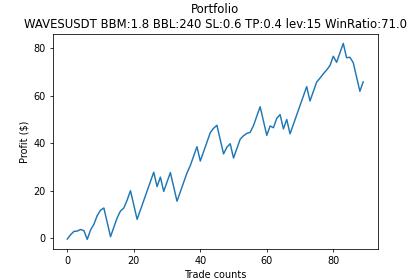 Portfolio
WAVESUSDT BBM:1.8 BBL:240 SL:0.6 TP:0.4 lev:15 WinRatio:71.0
80
60
40
20
0
Profit ($)
0 20 40 60 80
Trade counts